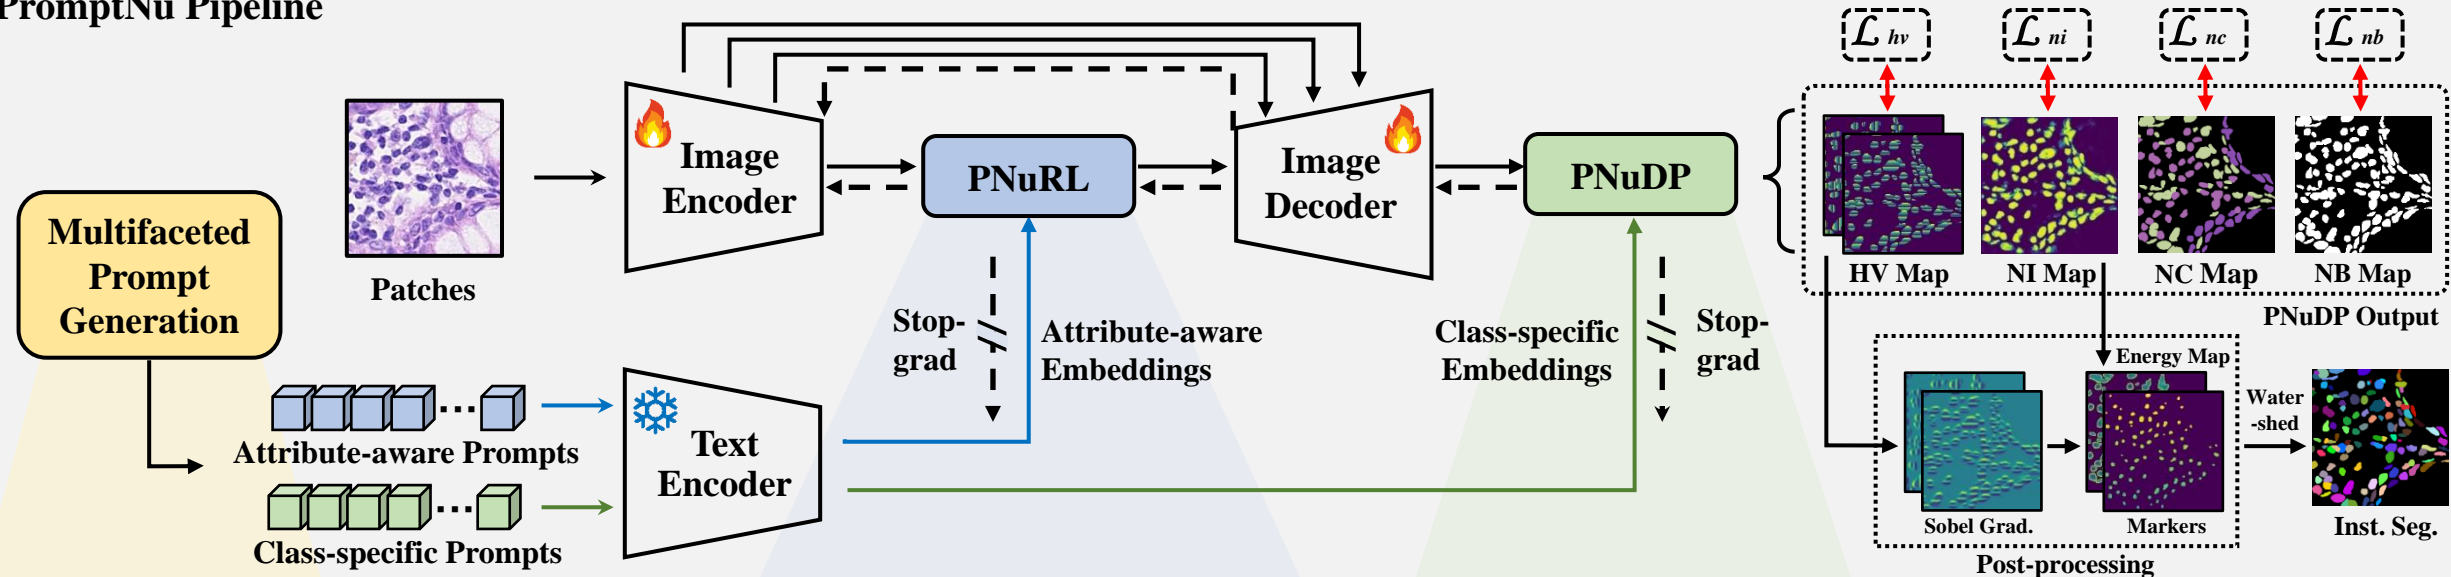 PromptNu Pipeline
Multifaceted
Prompt
Generation
Patches
Attribute-aware Prompts
Class-specific Prompts
Image
Encoder
Text
Encoder
PNuRL
Stop-
grad
Attribute-aware
Embeddings
Image
Decoder
PNuDP
Class-specific
Embeddings
Stop-
grad
ℒ hv
ℒ ni
ℒ nc
ℒ nb
HV Map
NI Map
NC Map
NB Map
PNuDP Output
Energy Map
Sobel Grad.
Markers
Post-processing
Water
-shed
Inst. Seg.